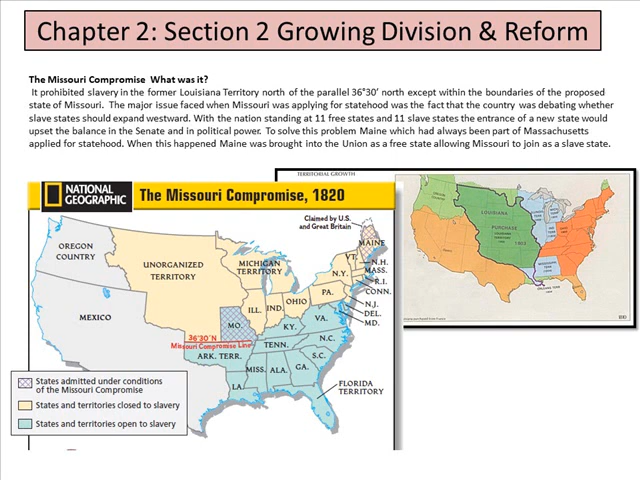 Chapter 2: Section 2 Growing Division & Reform
The Missouri Compromise  What was it?
It prohibited slavery in the former Louisiana Territory north of the parallel 36°30’ north except within the boundaries of the proposed
state of Missouri.  The major issue faced when Missouri was applying for statehood was the fact that the country was debating whether
slave states should expand westward. With the nation standing at 11 free states and 11 slave states the entrance of a new state would
upset the balance in the Senate and in political power.  To solve this problem Maine which had always been part of Massachusetts
applied for statehood. When this happened Maine was brought into the Union as a free state allowing Missouri to join as a slave state.
NATIONAL
GEOGRAPHIC
The Missouri Compromise, 1820
Claimed by U.S.
and Great Britain
OREGON
COUNTRY
UNORGANIZED
TERRITORY
MICHIGAN
TERRITORY
MAINE
VT.
N.H.
MASS.
N.Y.
R.I.
CONN.
PA.
N.J.
DEL.
MD.
OHIO
IND.
ILL.
MEXICO
MO.
VA.
KY.
36°30'N
Missouri Compromise Line
N.C.
TENN.
ARK. TERR.
S.C.
MISS.
ALA.
GA.
LA.
FLORIDA
TERRITORY
States admitted under conditions
of the Missouri Compromise
States and territories closed to slavery
States and territories open to slavery
TERRITORIAL GROWTH
LOUISIANA
PURCHASE
1803